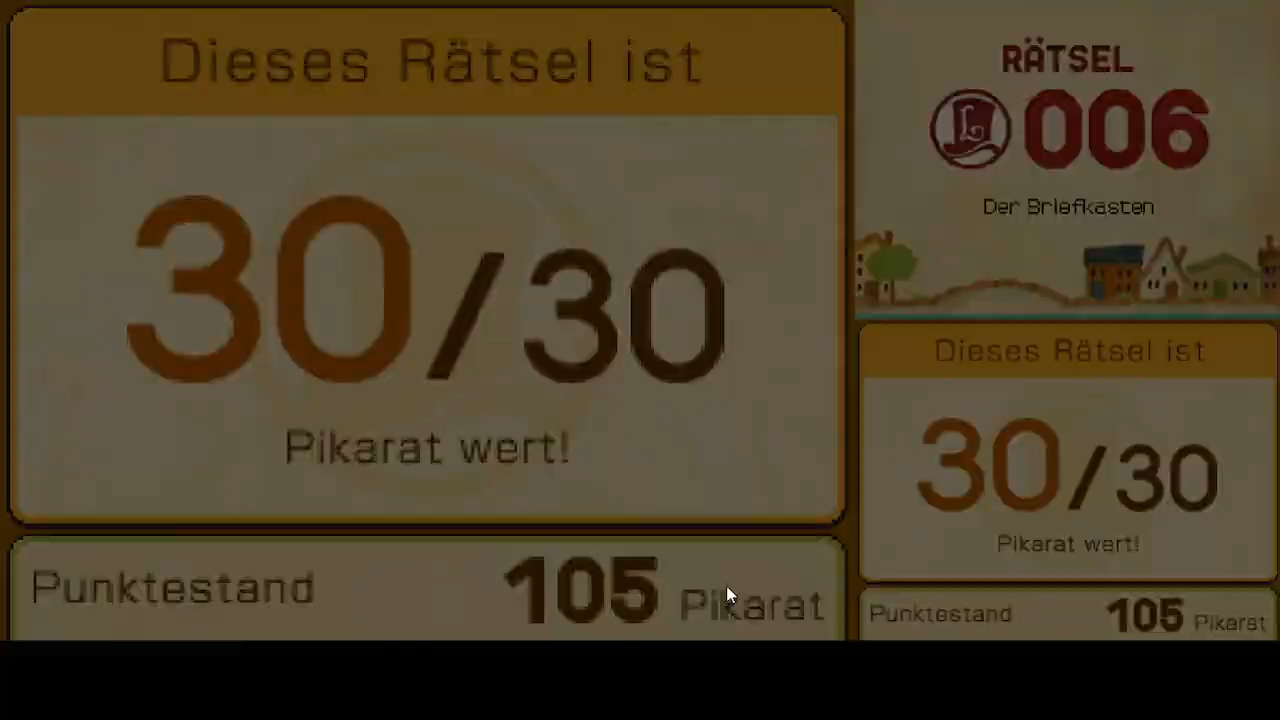 Dieses Rätsel ist
30/30
Pikarat wert!
Punktestand 105 Pikarat
RÄTSEL
L 006
Der Briefkasten
Dieses Rätsel ist
30/30
Pikarat wert!
Punktestand 105 Pikarat